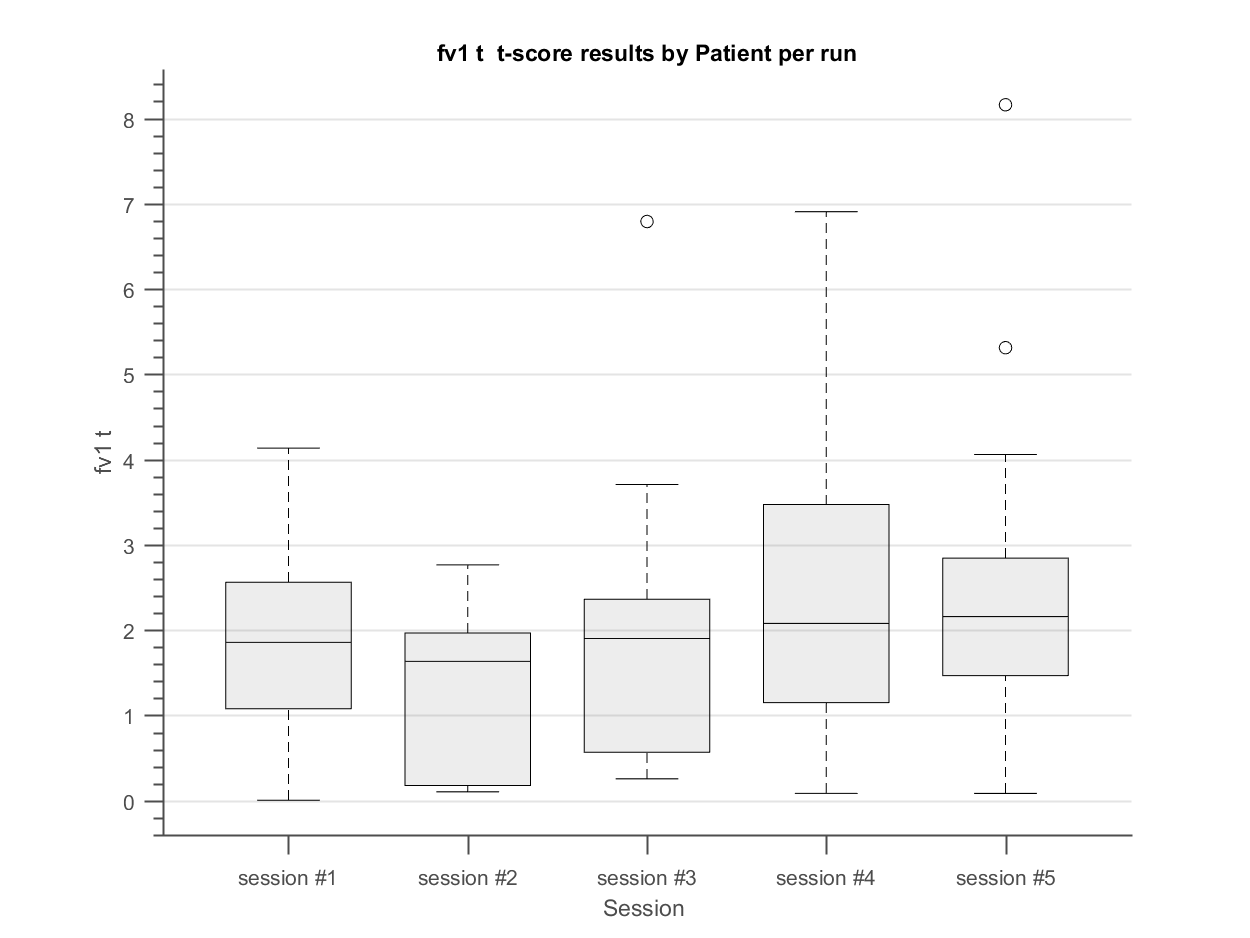 fv1 t  t-score results by Patient per run
8
7
6
5
4
3
2
1
0
fv1 t
session #1
session #2
session #3
session #4
session #5
Session